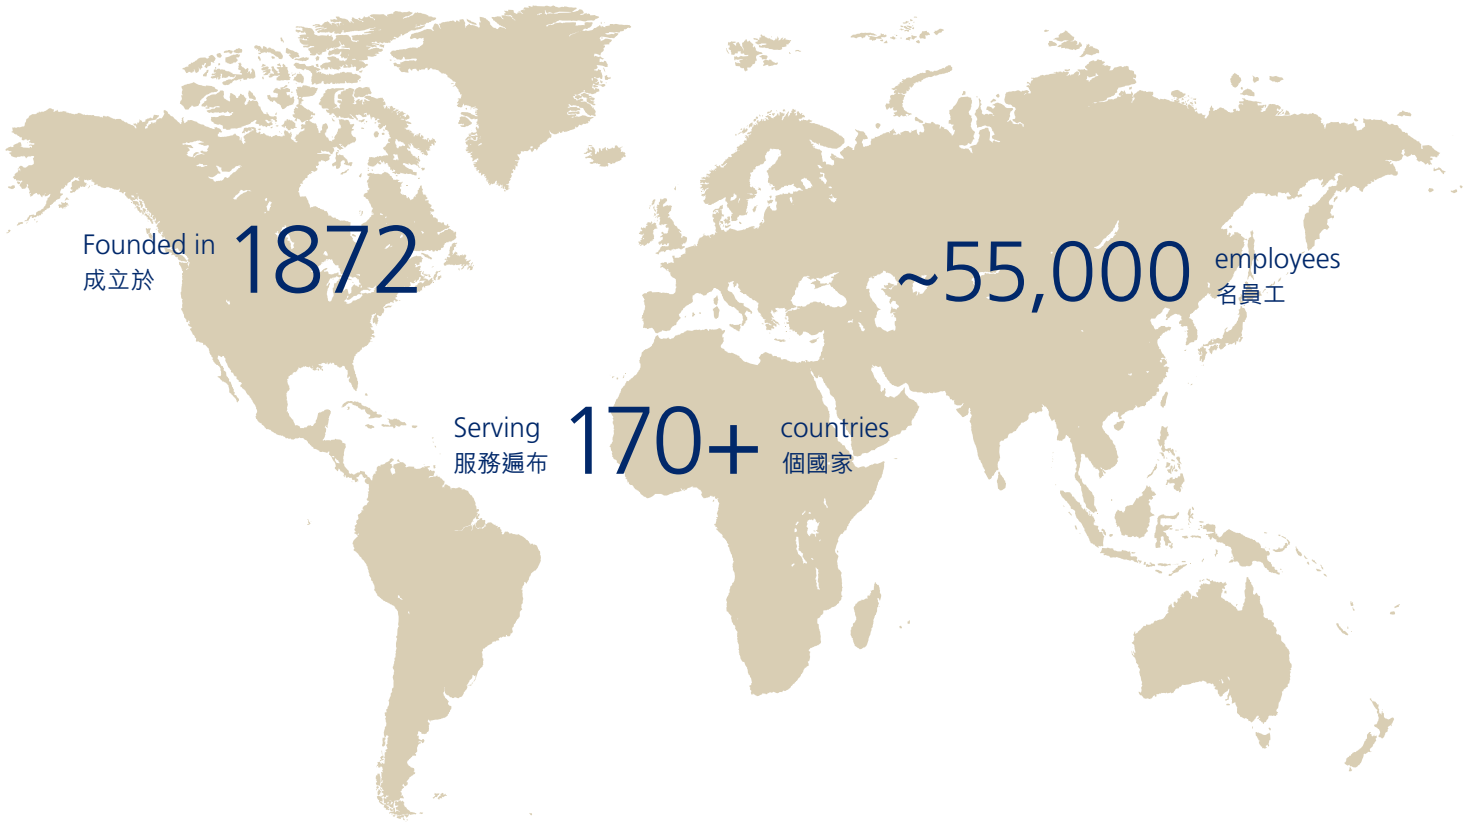 Founded in 1872
成立於
~55,000 employees
名員工
Serving 170+ countries
服務遍布 個國家